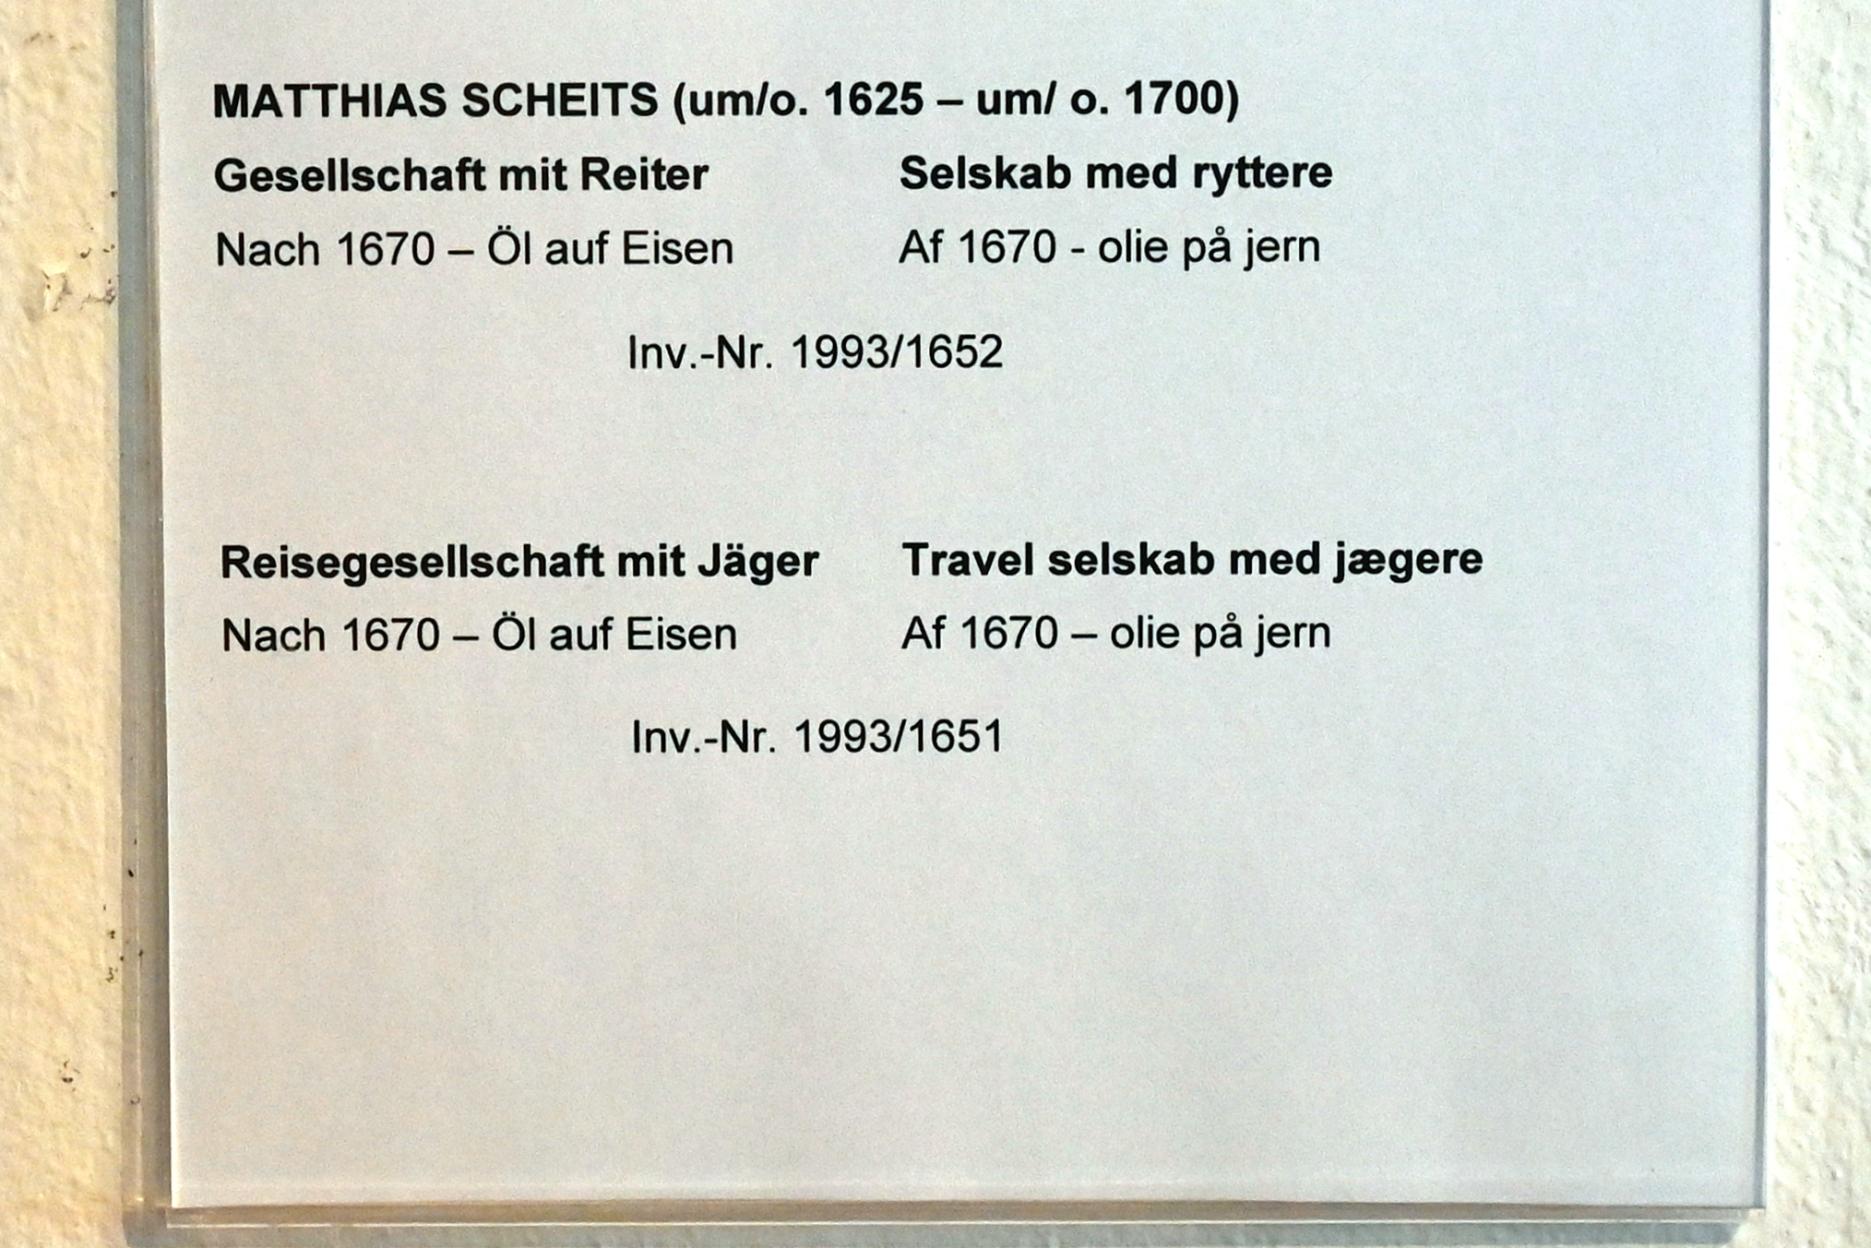 MATTHIAS SCHEITS (um/o. 1625 – um/ o. 1700)
Gesellschaft mit Reiter Selskab med ryttere
Nach 1670 – Öl auf Eisen Af 1670 - olie på jern
Inv.-Nr. 1993/1652
Reisegesellschaft mit Jäger Travel selskab med jægere
Nach 1670 – Öl auf Eisen Af 1670 – olie på jern
Inv.-Nr. 1993/1651